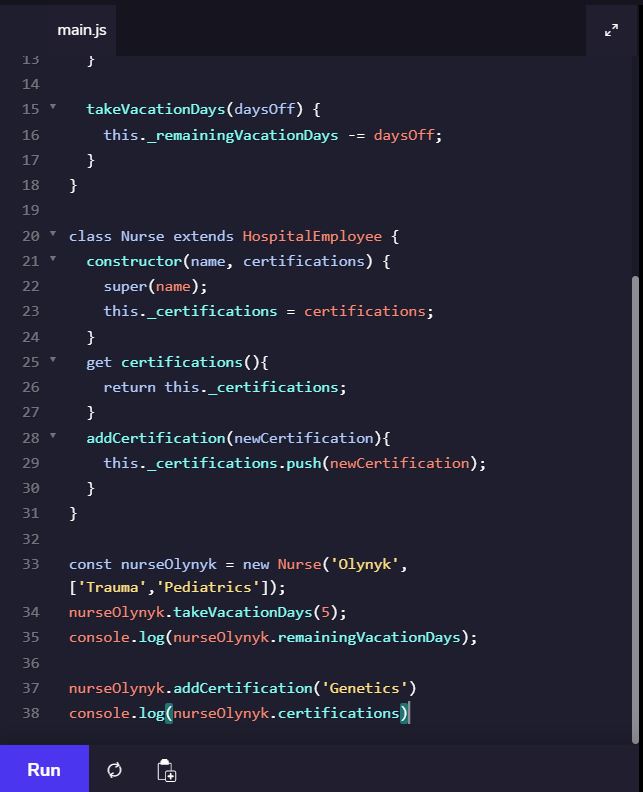 main.js
13 }
14
15 takeVacationDays(daysOff) {
16 this._remainingVacationDays -= daysOff;
17 }
18 }
19
20 class Nurse extends HospitalEmployee {
21 constructor(name, certifications) {
22 super(name);
23 this._certifications = certifications;
24 }
25 get certifications(){
26 return this._certifications;
27 }
28 addCertification(newCertification){
29 this._certifications.push(newCertification);
30 }
31 }
32
33 const nurseOlynyk = new Nurse('Olynyk',
['Trauma','Pediatrics']);
34 nurseOlynyk.takeVacationDays(5);
35 console.log(nurseOlynyk.remainingVacationDays);
36
37 nurseOlynyk.addCertification('Genetics')
38 console.log(nurseOlynyk.certifications)
Run